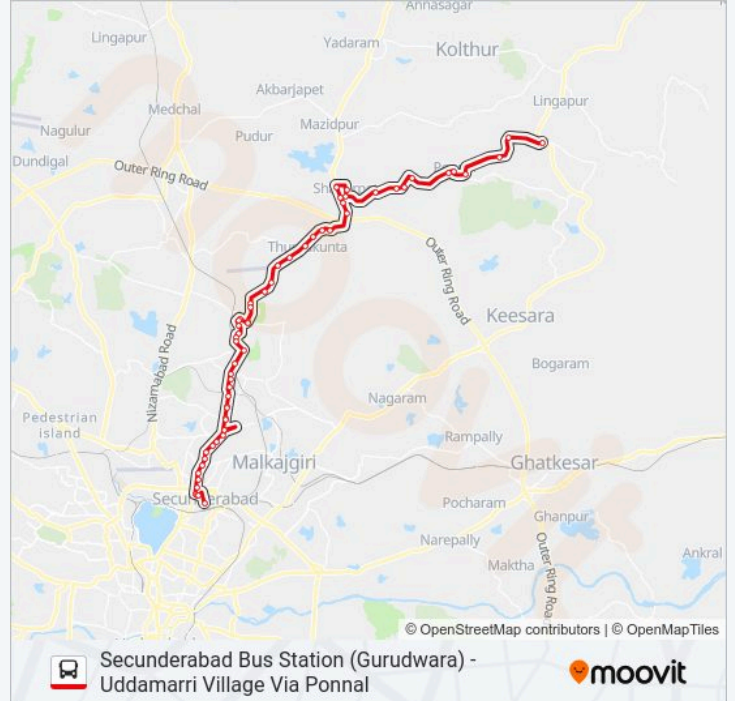 Annasagar
Lingapur
Yadaram
Kolthur
Akbarjapet
Medchal
Lingapur
Mazidpur
Nagulur
Pudur
Dundigal
Outer Ring Road
Outer Ring Road
Keesara
Nizamabad Road
Bogaram
Nagaram
Pedestrian
island
Rampally
Malkajgiri
Ghatkesar
Secunderabad
Pocharam
Ghanpur
Narepally
Ankral
Maktha
Outer Ring Road
© OpenStreetMap contributors | © OpenMapTiles
Secunderabad Bus Station (Gurudwara) -
Uddamarri Village Via Ponnal
moovit